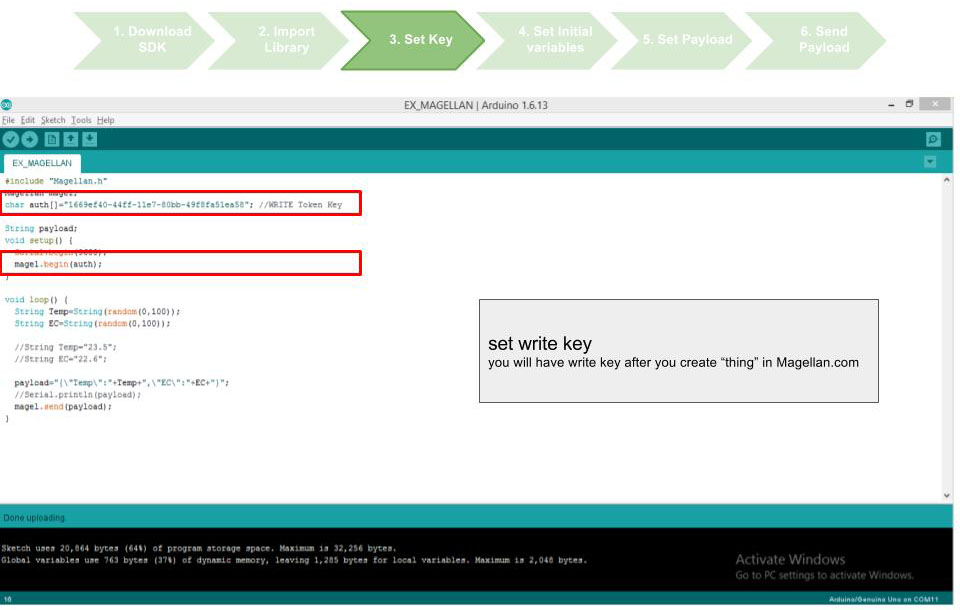 1. Download
SDK
2. Import
Library
3. Set Key
4. Set Initial
variables
5. Set Payload
6. Send
Payload
EX_MAGELLAN | Arduino 1.6.13
File Edit Sketch Tools Help
EX_MAGELLAN
#include "Magellan.h"
Magellan magel;
char auth[]="1669ef40-44ff-11e7-80bb-49f8fa51ea58"; //WRITE Token Key
String payload;
void setup() {
Serial.begin(9600);
magel.begin(auth);
}
void loop() {
String Temp=String(random(0,100));
String EC=String(random(0,100));
//String Temp="23.5";
//String EC="22.6";
payload="{\"Temp\":"+Temp+",\"EC\":"+EC+"}";
//Serial.println(payload);
magel.send(payload);
}
set write key
you will have write key after you create “thing” in Magellan.com
Done uploading.
Sketch uses 20,864 bytes (64%) of program storage space. Maximum is 32,256 bytes.
Global variables use 763 bytes (37%) of dynamic memory, leaving 1,285 bytes for local variables. Maximum is 2,048 bytes.
Activate Windows
Go to PC settings to activate Windows.
16
Arduino/Genuino Uno on COM11